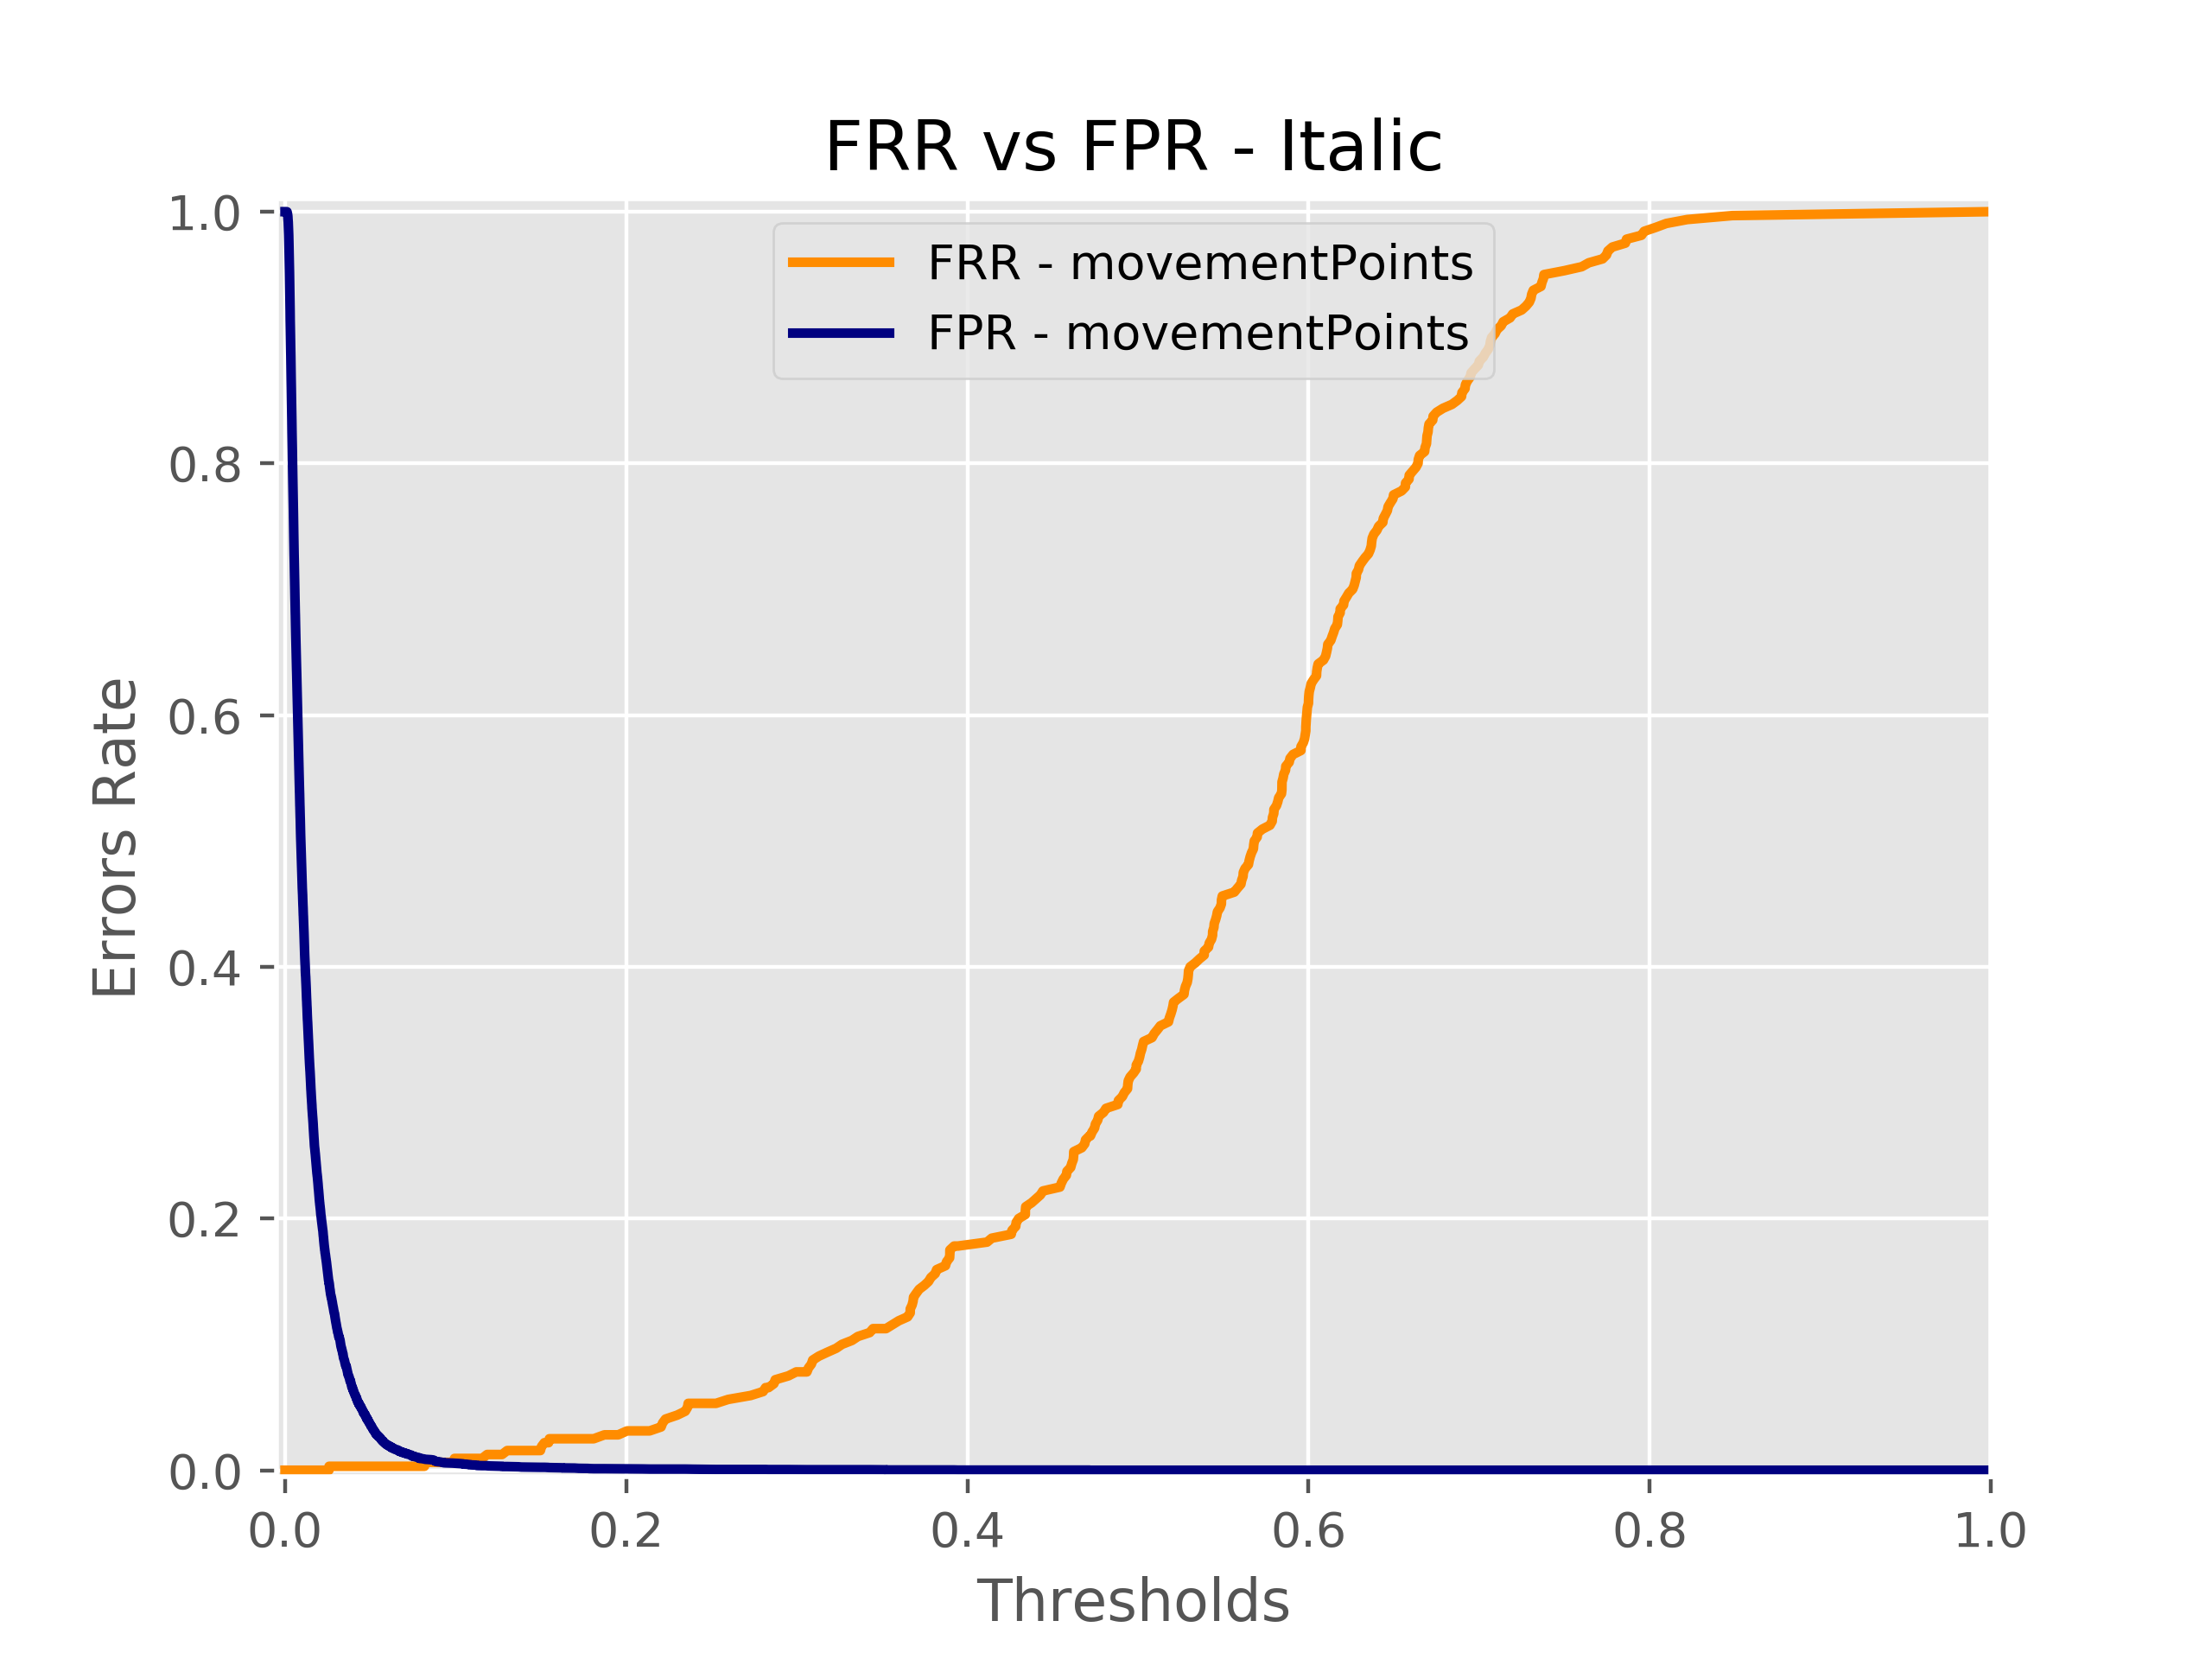 FRR vs FPR - Italic
FRR - movementPoints
FPR - movementPoints
Errors Rate
1.0
0.8
0.6
0.4
0.2
0.0
0.0 0.2 0.4 0.6 0.8 1.0
Thresholds